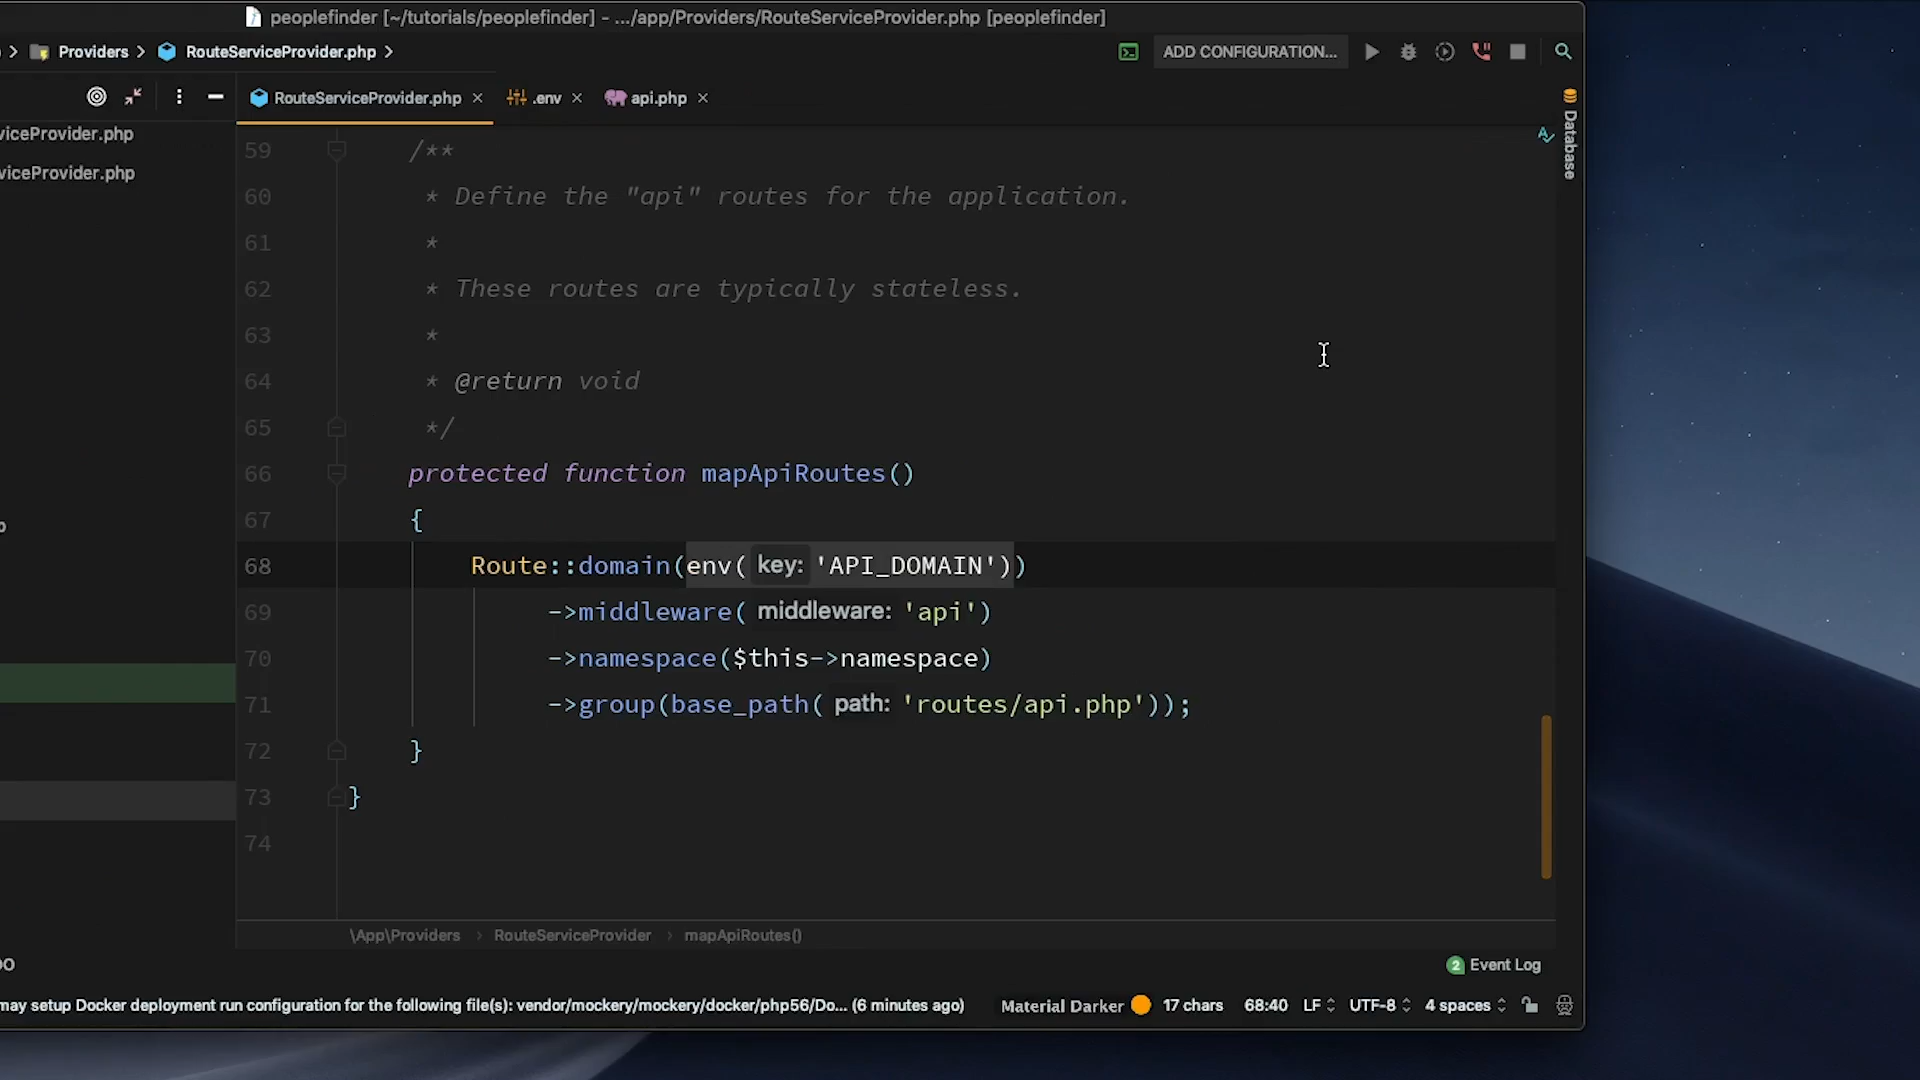 peoplefinder [~/tutorials/peoplefinder] - .../app/Providers/RouteServiceProvider.php [peoplefinder]
Providers RouteServiceProvider.php
ADD CONFIGURATION...
RouteServiceProvider.php .env api.php
viceProvider.php
viceProvider.php
Database
59 /**
60 * Define the "api" routes for the application.
61 *
62 * These routes are typically stateless.
63 *
64 * @return void
65 */
66 protected function mapApiRoutes()
67 {
68 Route::domain(env( key: 'API_DOMAIN'))
69 ->middleware( middleware: 'api')
70 ->namespace($this->namespace)
71 ->group(base_path( path: 'routes/api.php'));
72 }
73 }
74
\App\Providers › RouteServiceProvider › mapApiRoutes()
2 Event Log
may setup Docker deployment run configuration for the following file(s): vendor/mockery/mockery/docker/php56/Do... (6 minutes ago) Material Darker 17 chars 68:40 LF UTF-8 4 spaces